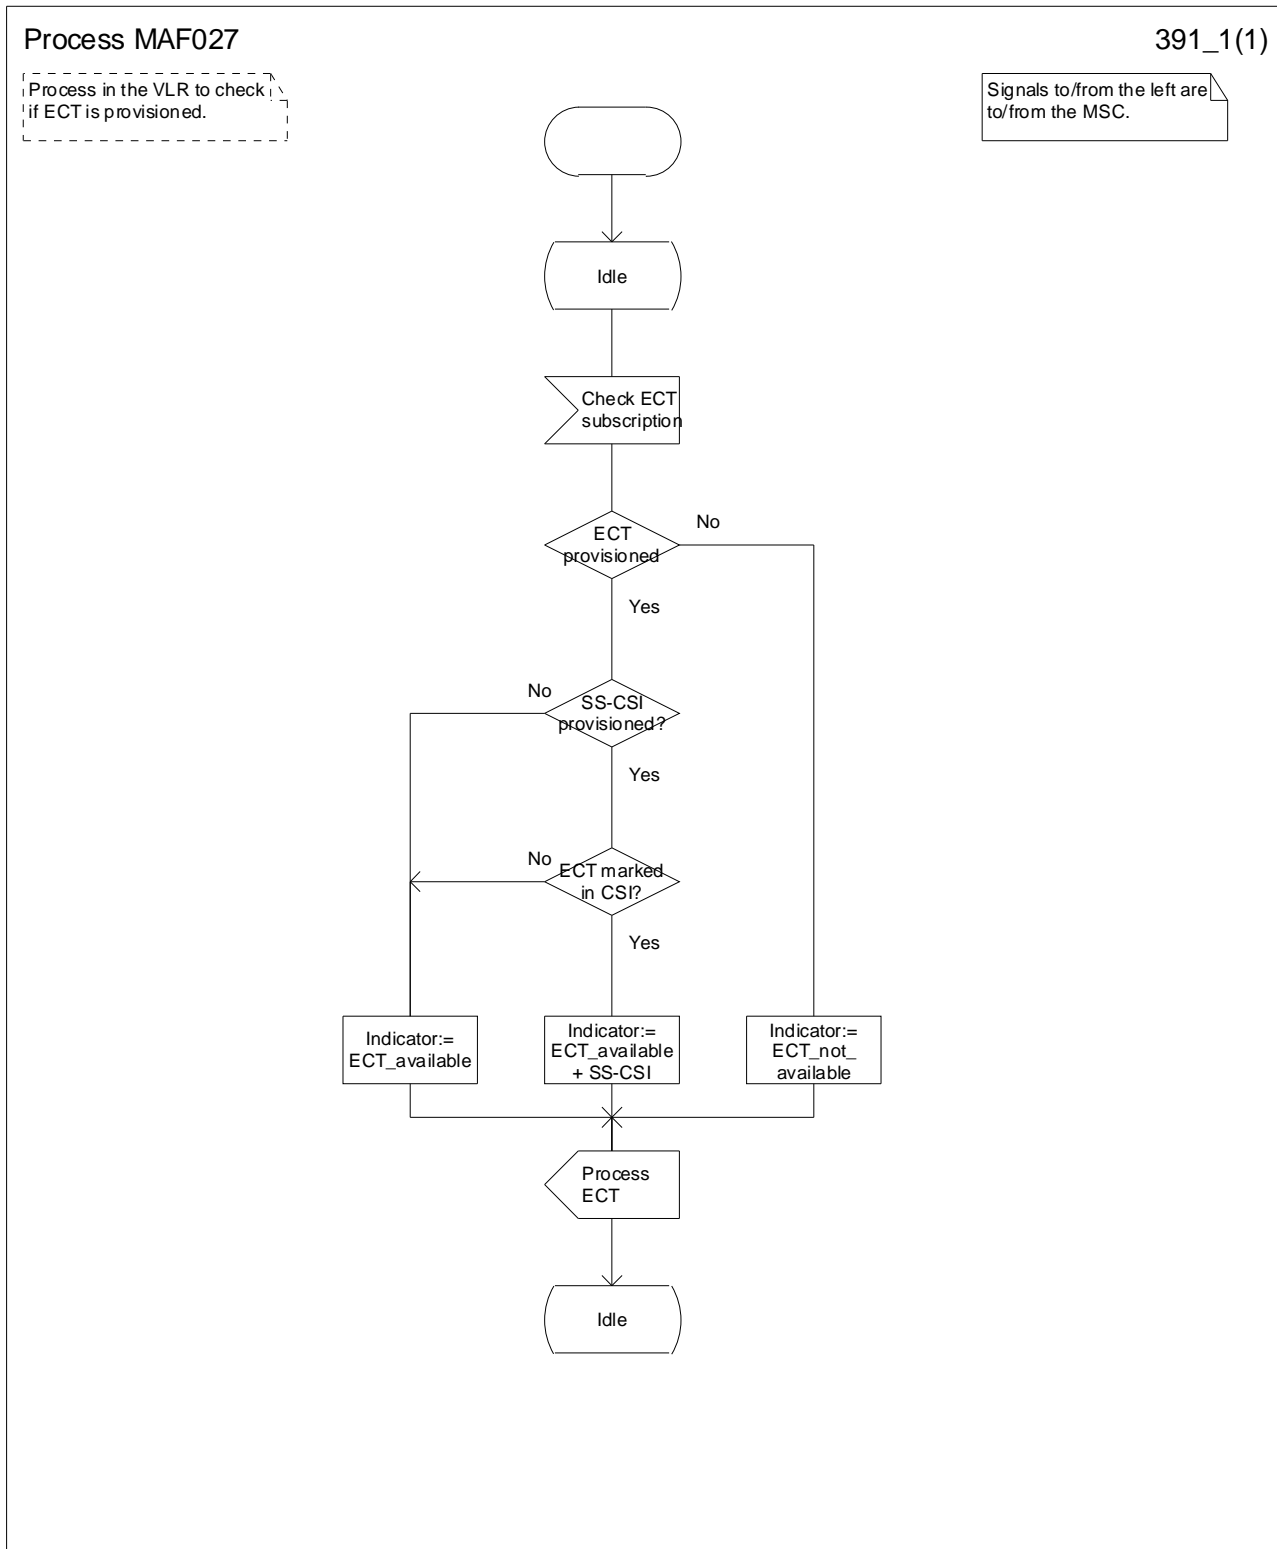 Process MAF027
391_1(1)
Process in the VLR to check
if ECT is provisioned.
Signals to/from the left are
to/from the MSC.
Idle
Check ECT
subscription
ECT
provisioned
No
Yes
SS-CSI
provisioned?
No
Yes
ECT marked
in CSI?
No
Yes
Indicator:=
ECT_available
Indicator:=
ECT_available
+ SS-CSI
Indicator:=
ECT_not_
available
Process
ECT
Idle